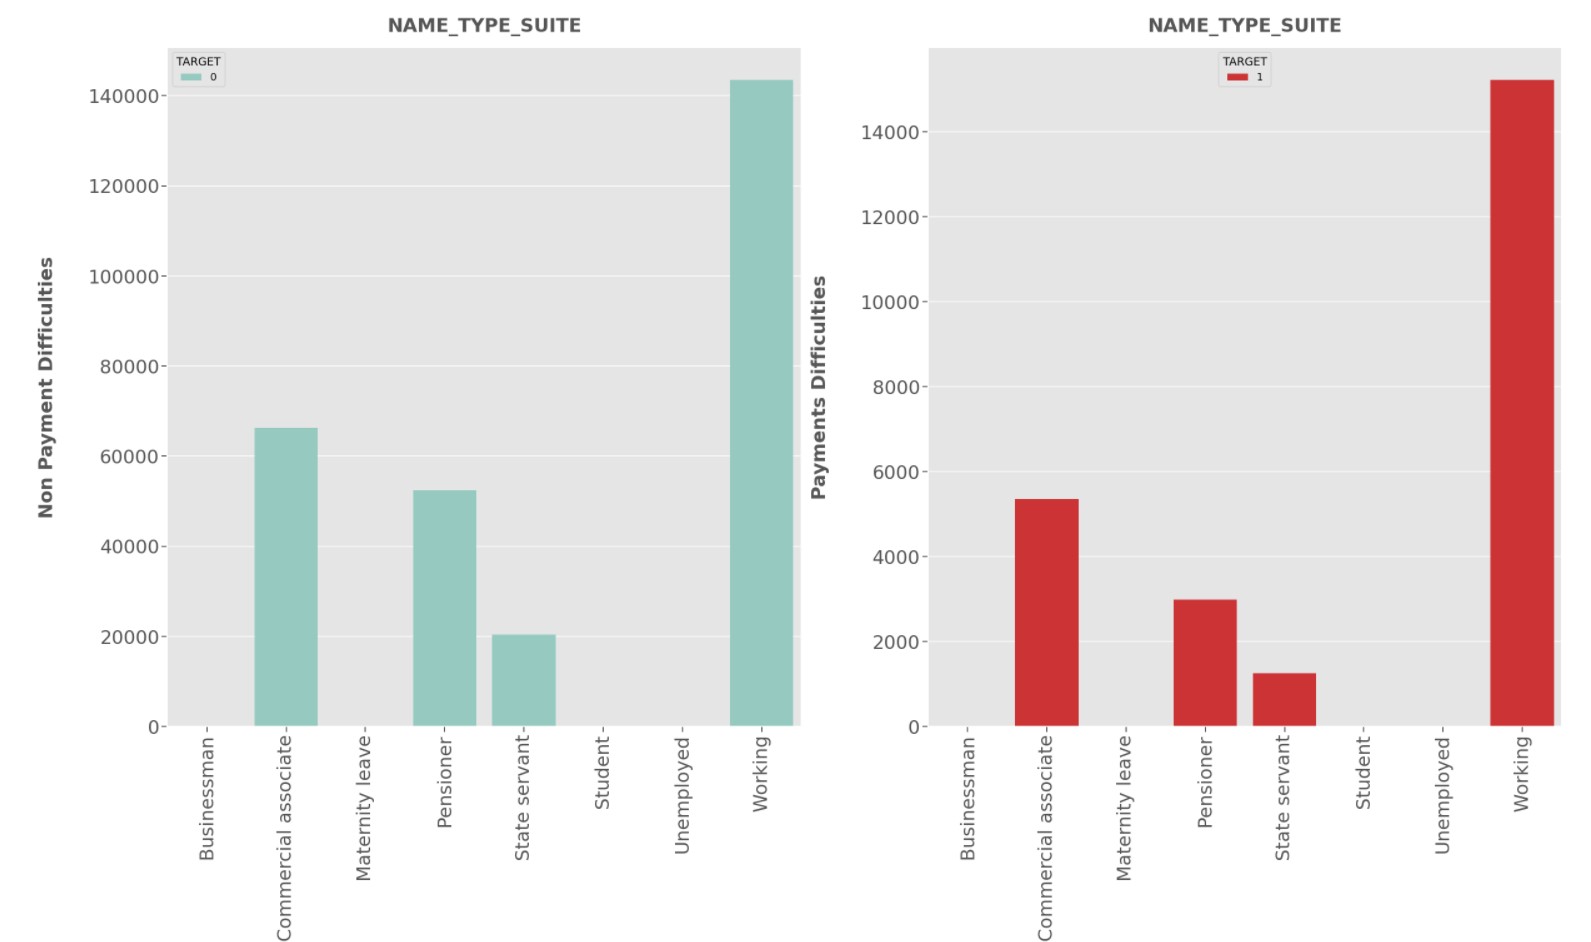 NAME_TYPE_SUITE
TARGET
0
Non Payment Difficulties
140000
120000
100000
80000
60000
40000
20000
0
Businessman
Commercial associate
Maternity leave
Pensioner
State servant
Student
Unemployed
Working
NAME_TYPE_SUITE
TARGET
1
Payments Difficulties
14000
12000
10000
8000
6000
4000
2000
0
Businessman
Commercial associate
Maternity leave
Pensioner
State servant
Student
Unemployed
Working